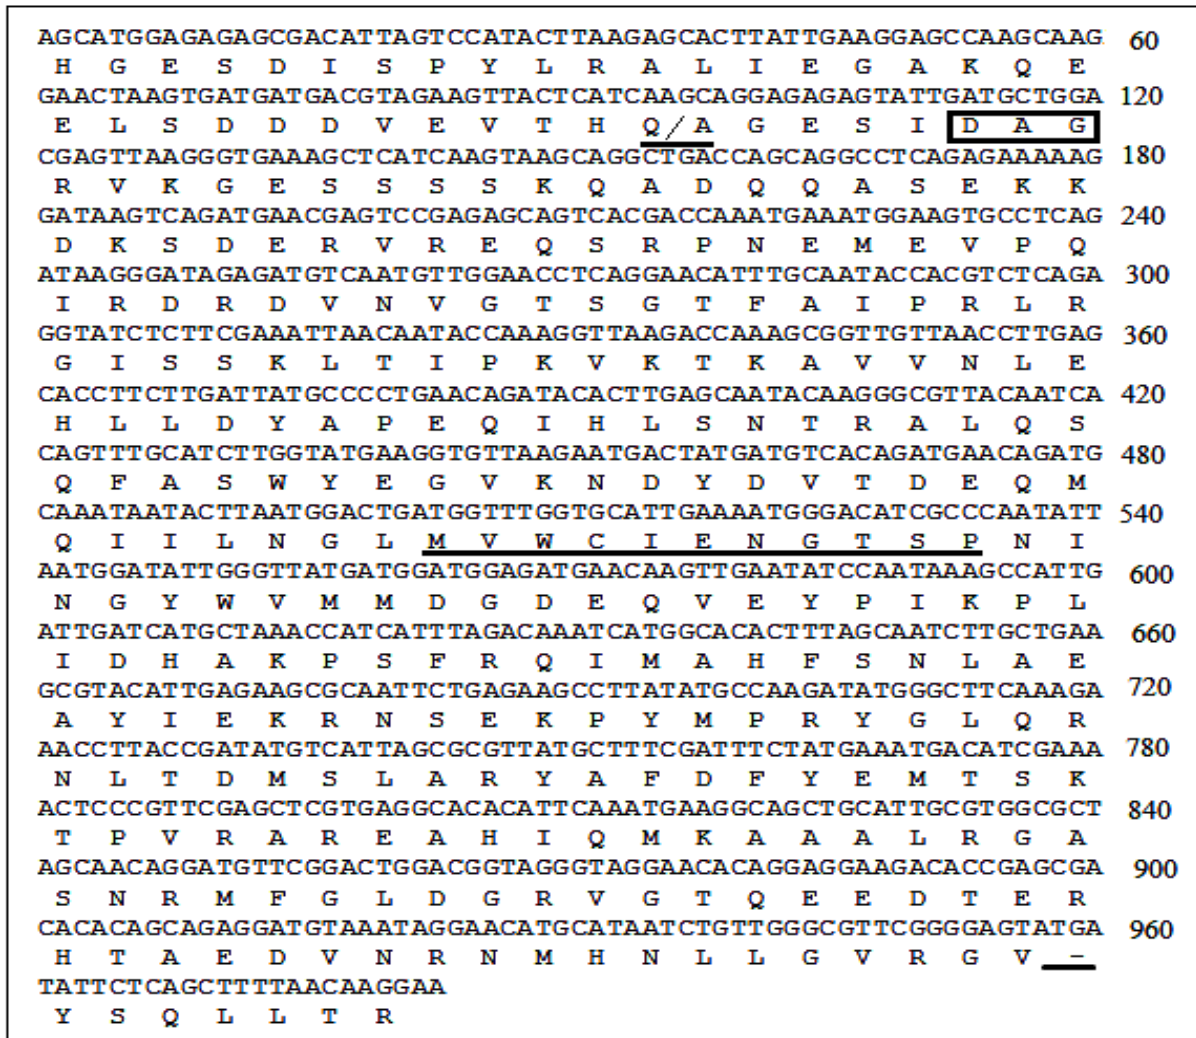 AGCATGGAGAGAGCGACATTAGTCCATACTTAAGAGCACTTATTGAAGGAGCCAAGCAAG 60
H G E S D I S P Y L R A L I E G A K Q E
GAACTAAGTGATGATGACGTAGAAGTTACTCATCAAGCAGGAGAGAGTATTGATGCTGGA 120
E L S D D D V E V T H Q / A G E S I D A G
CGAGTTAAGGGTGAAAGCTCATCAAGTAAGCAGGCTGACCAGCAGGCCTCAGAGAAAAAG 180
R V K G E S S S S K Q A D Q Q A S E K K
GATAAGTCAGATGAACGAGTCCGAGAGCAGTCACGACCAAATGAAATGGAAGTGCCTCAG 240
D K S D E R V R E Q S R P N E M E V P Q
ATAAGGGATAGAGATGTCAATGTTGGAACCTCAGGAACATTTGCAATACCACGTCTCAGA 300
I R D R D V N V G T S G T F A I P R L R
GGTATCTCTTCGAAATTAACAATACCAAAGGTTAAGACCAAAGCGGTTGTTAACCTTGAG 360
G I S S K L T I P K V K T K A V V N L E
CACCTTCTTGATTATGCCCCTGAACAGATACACTTGAGCAATACAAGGGCGTTACAATCA 420
H L L D Y A P E Q I H L S N T R A L Q S
CAGTTTGCATCTTGGTATGAAGGTGTTAAGAATGACTATGATGTCACAGATGAACAGATG 480
Q F A S W Y E G V K N D Y D V T D E Q M
CAAATAATACTTAATGGACTGATGGTTTGGTGCATTGAAAATGGGACATCGCCCAATATT 540
Q I I L N G L M V W C I E N G T S P N I
AATGGATATTGGGTTATGATGGATGGAGATGAACAAGTTGAATATCCAATAAAGCCATTG 600
N G Y W V M M D G D E Q V E Y P I K P L
ATTGATCATGCTAAACCATCATTTAGACAAATCATGGCACACTTTAGCAATCTTGCTGAA 660
I D H A K P S F R Q I M A H F S N L A E
GCGTACATTGAGAAGCGCAATTCTGAGAAGCCTTATATGCCAAGATATGGGCTTCAAAGA 720
A Y I E K R N S E K P Y M P R Y G L Q R
AACCTTACCGATATGTCATTAGCGCGTTATGCTTTCGATTTCTATGAAATGACATCGAAA 780
N L T D M S L A R Y A F D F Y E M T S K
ACTCCCGTTCGAGCTCGTGAGGCACACATTCAAATGAAGGCAGCTGCATTGCGTGGCGCT 840
T P V R A R E A H I Q M K A A A L R G A
AGCAACAGGATGTTCGGACTGGACGGTAGGGTAGGAACACAGGAGGAAGACACCGAGCGA 900
S N R M F G L D G R V G T Q E E D T E R
CACACAGCAGAGGATGTAAATAGGAACATGCATAATCTGTTGGGCGTTCGGGGAGTATGA 960
H T A E D V N R N M H N L L G V R G V -
TATTCTCAGCTTTTAACAAGGAA
Y S Q L L T R